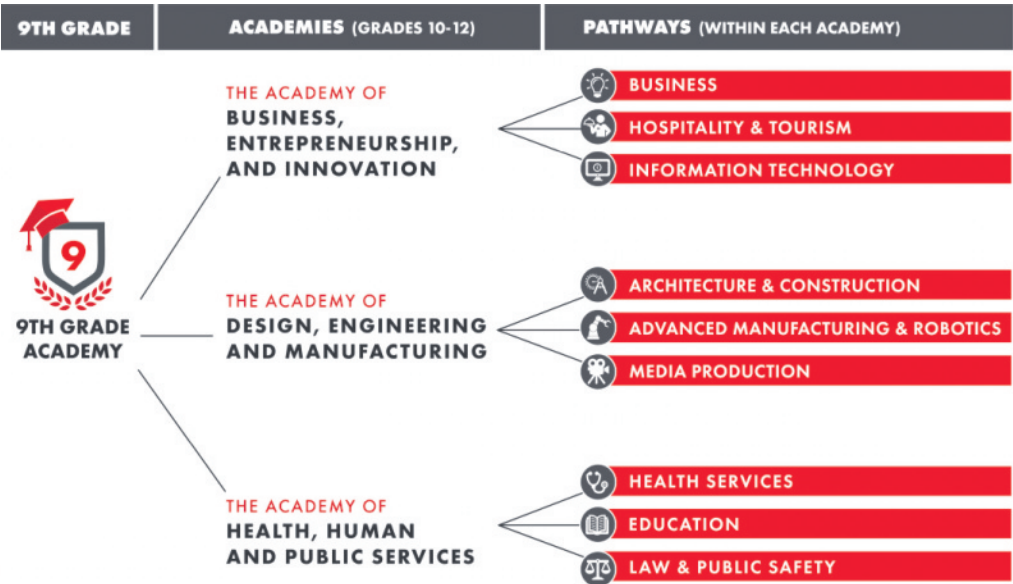 9TH GRADE
ACADEMIES (GRADES 10-12)
PATHWAYS (WITHIN EACH ACADEMY)
9
9TH GRADE
ACADEMY
THE ACADEMY OF
BUSINESS,
ENTREPRENEURSHIP,
AND INNOVATION
BUSINESS
HOSPITALITY & TOURISM
INFORMATION TECHNOLOGY
THE ACADEMY OF
DESIGN, ENGINEERING
AND MANUFACTURING
ARCHITECTURE & CONSTRUCTION
ADVANCED MANUFACTURING & ROBOTICS
MEDIA PRODUCTION
THE ACADEMY OF
HEALTH, HUMAN
AND PUBLIC SERVICES
HEALTH SERVICES
EDUCATION
LAW & PUBLIC SAFETY